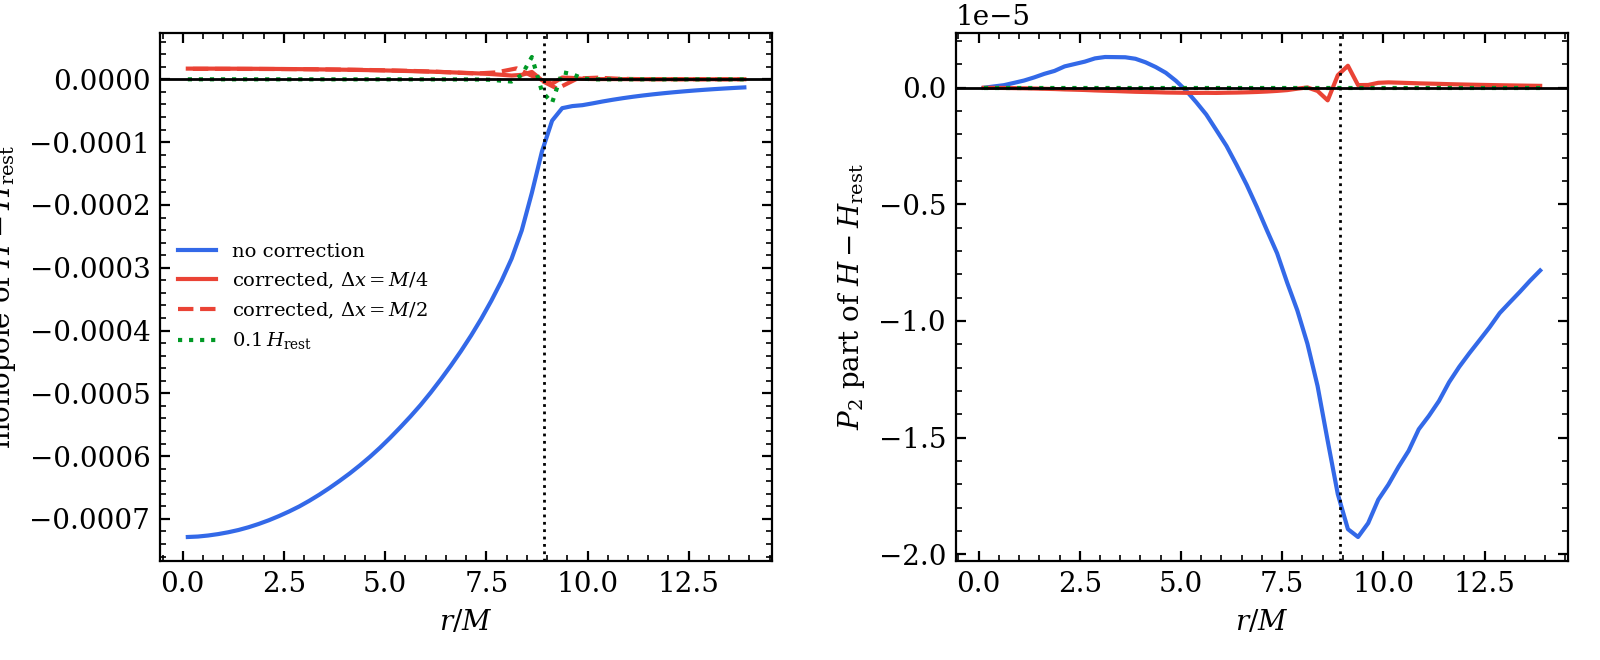 monopole of H − H_rest
0.0000
−0.0001
−0.0002
−0.0003
−0.0004
−0.0005
−0.0006
−0.0007
no correction
corrected, Δx = M/4
corrected, Δx = M/2
0.1 H_rest
0.0 2.5 5.0 7.5 10.0 12.5
r/M
1e−5
P_2 part of H − H_rest
0.0
−0.5
−1.0
−1.5
−2.0
0.0 2.5 5.0 7.5 10.0 12.5
r/M